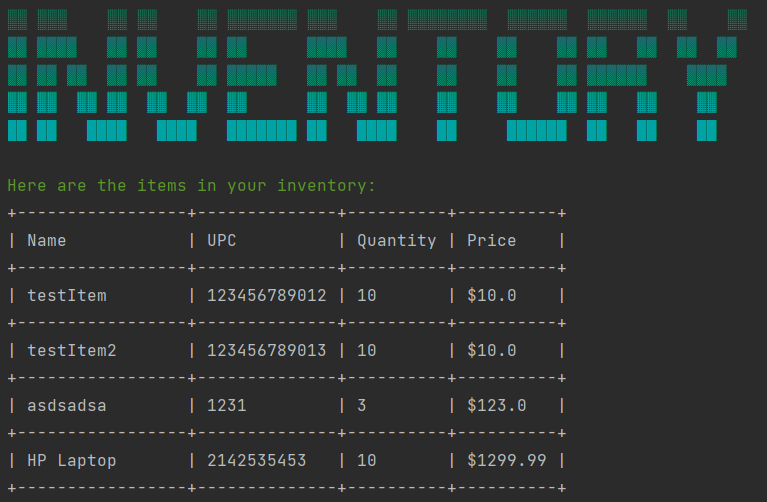 INVENTORY
Here are the items in your inventory:
| Name | UPC | Quantity | Price |
| testItem | 123456789012 | 10 | $10.0 |
| testItem2 | 123456789013 | 10 | $10.0 |
| asdsadsa | 1231 | 3 | $123.0 |
| HP Laptop | 2142535453 | 10 | $1299.99 |